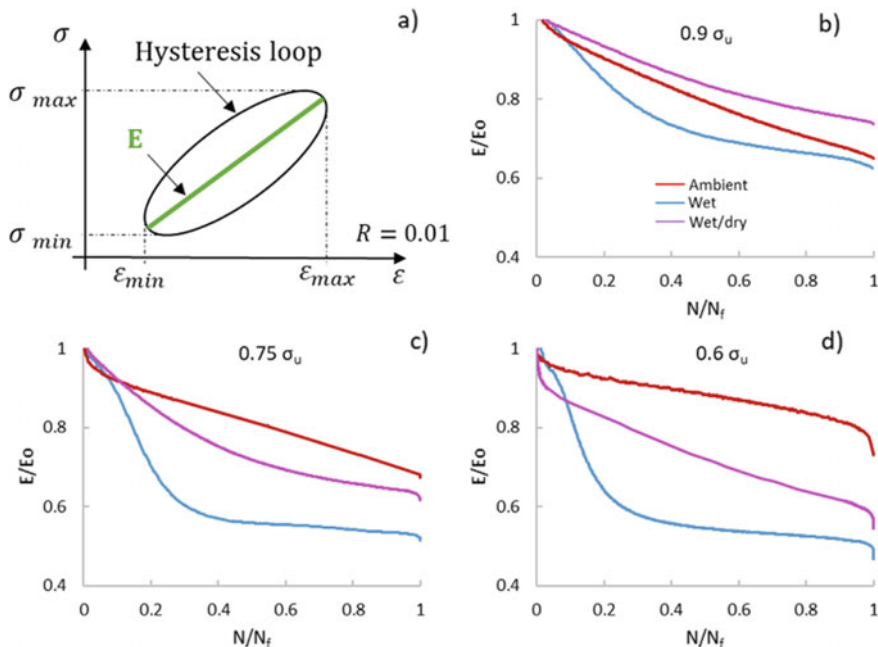 a)
σ
Hysteresis loop
σ max
E
σ min
R = 0.01
εmin
εmax
ε
b)
0.9 σu
1
0.8
0.6
0.4
E/Eo
Ambient
Wet
Wet/dry
0 0.2 0.4 0.6 0.8 1
N/Nf
c)
0.75 σu
1
0.8
0.6
0.4
E/Eo
0 0.2 0.4 0.6 0.8 1
N/Nf
d)
0.6 σu
1
0.8
0.6
0.4
E/Eo
0 0.2 0.4 0.6 0.8 1
N/Nf